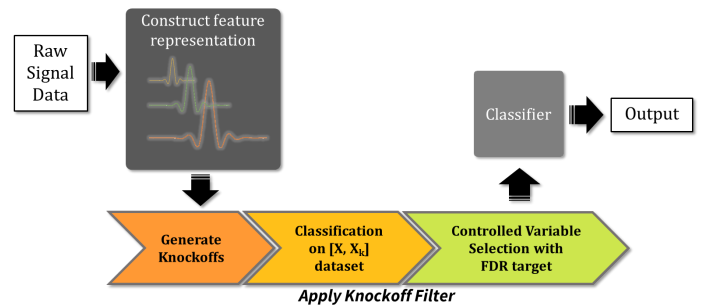 Raw
Signal
Data
Construct feature
representation
Generate
Knockoffs
Classification
on [X, Xk]
dataset
Controlled Variable
Selection with
FDR target
Apply Knockoff Filter
Classifier
Output